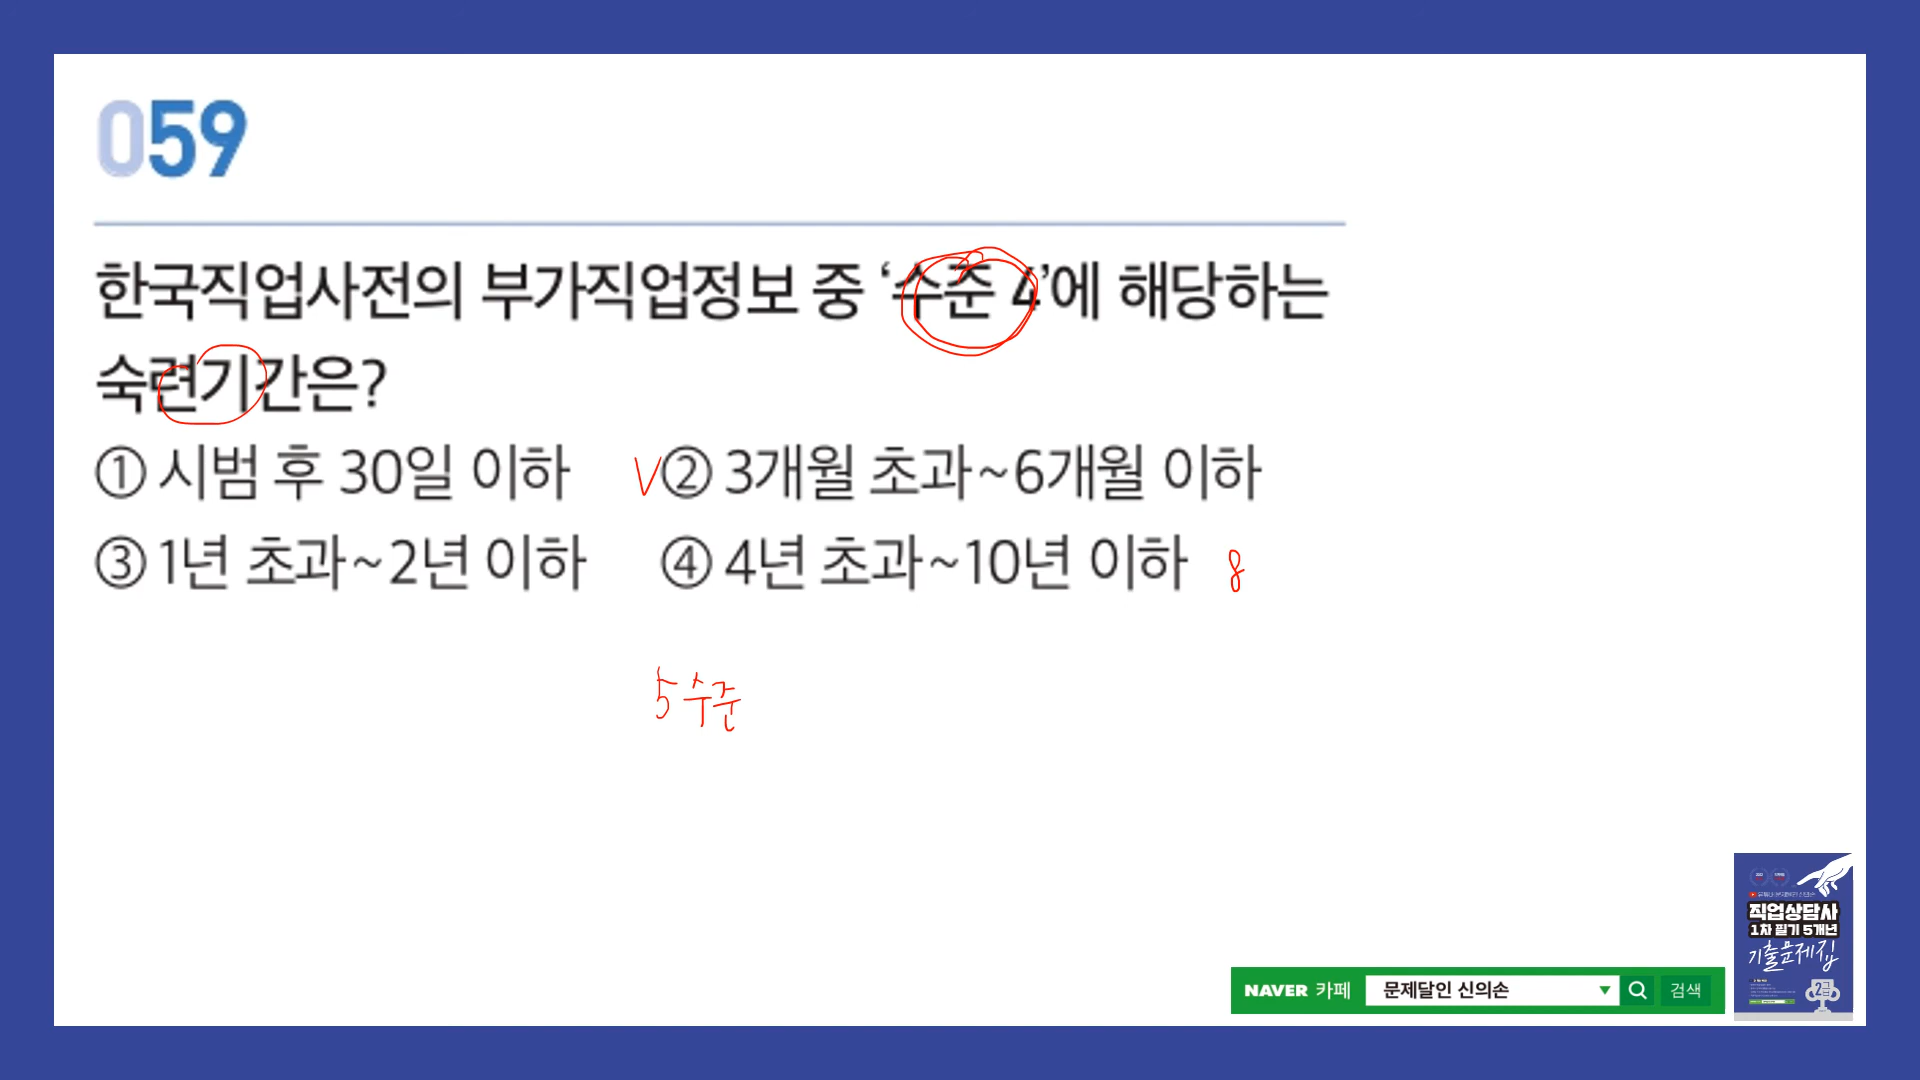 059
한국직업사전의 부가직업정보 중 ‘수준 4’에 해당하는
숙련기간은?
① 시범 후 30일 이하 V ② 3개월 초과~6개월 이하
③ 1년 초과~2년 이하 ④ 4년 초과~10년 이하 8
5수준
NAVER 카페 문제달인 신의손 검색
직업상담사
1차 필기 5개년
기출문제집
2급